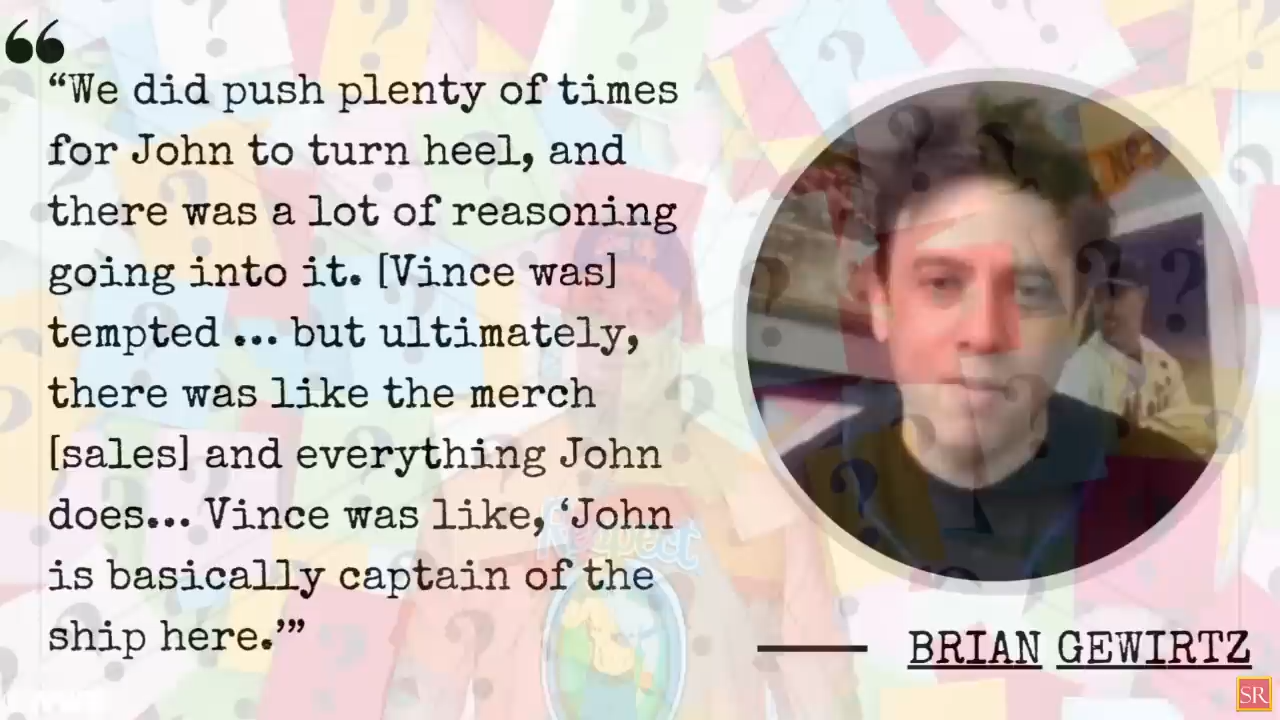 “We did push plenty of times
for John to turn heel, and
there was a lot of reasoning
going into it. [Vince was]
tempted ... but ultimately,
there was like the merch
[sales] and everything John
does... Vince was like, ‘John
is basically captain of the
ship here.’”
BRIAN GEWIRTZ
SR
Respect